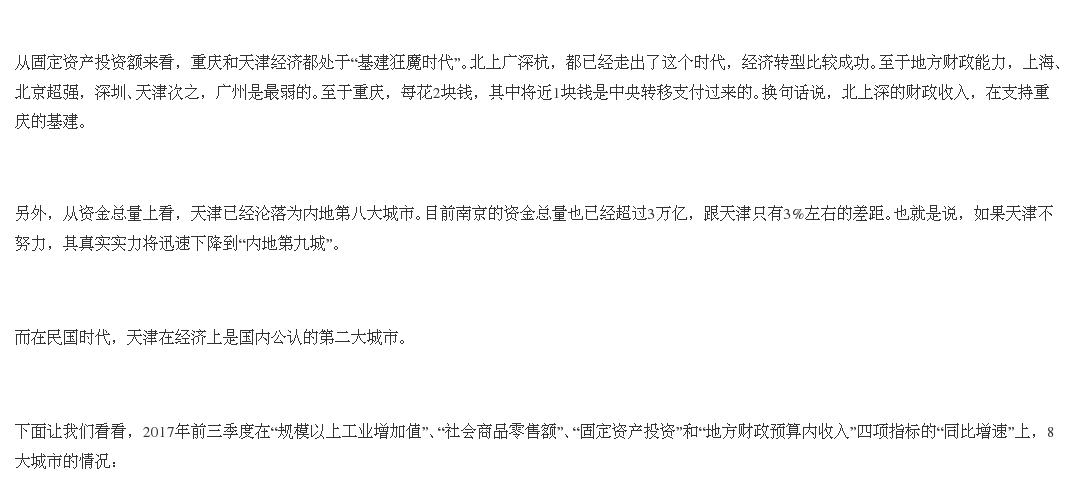 从固定资产投资额来看，重庆和天津经济都处于“基建狂魔时代”。北上广深杭，都已经走出了这个时代，经济转型比较成功。至于地方财政能力，上海、
北京超强，深圳、天津次之，广州是最弱的。至于重庆，每花2块钱，其中将近1块钱是中央转移支付过来的。换句话说，北上深的财政收入，在支持重
庆的基建。
另外，从资金总量上看，天津已经沦落为内地第八大城市。目前南京的资金总量也已经超过3万亿，跟天津只有3%左右的差距。也就是说，如果天津不
努力，其真实实力将迅速下降到“内地第九城”。
而在民国时代，天津在经济上是国内公认的第二大城市。
下面让我们看看，2017年前三季度在“规模以上工业增加值”、“社会商品零售额”、“固定资产投资”和“地方财政预算内收入”四项指标的“同比增速”上，8
大城市的情况：